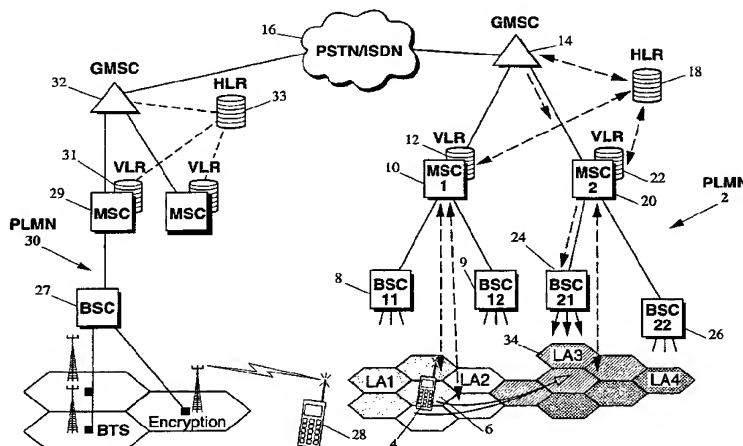 16
PSTN/ISDN
GMSC
14
GMSC
32
HLR
33
HLR
18
VLR
12
VLR
31
VLR
VLR
10
MSC
1
MSC
2
22
20
29
MSC
MSC
PLMN
30
PLMN
2
24
8
9
27
BSC
BSC
11
BSC
12
BSC
21
BSC
22
26
34
LA3
LA1
LA2
LA4
BTS
Encryption
28
4
6